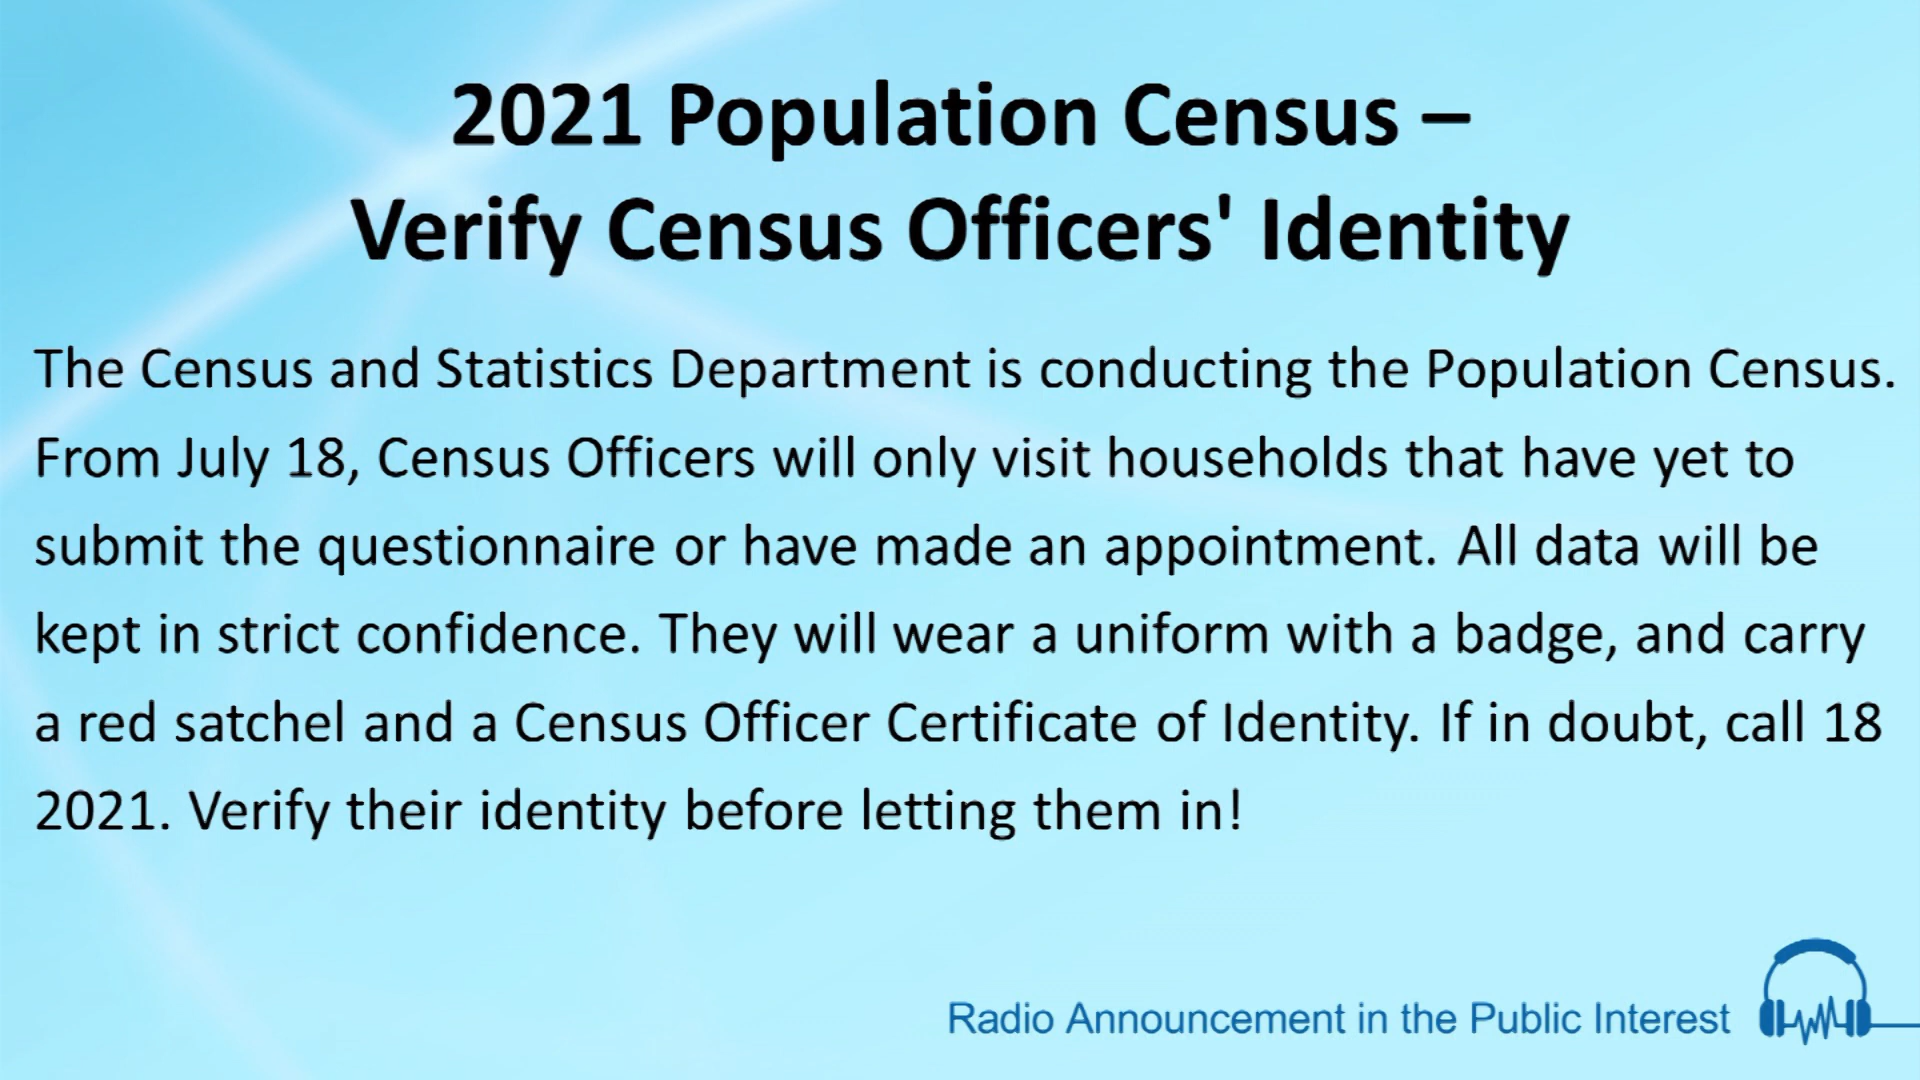 2021 Population Census –
Verify Census Officers' Identity
The Census and Statistics Department is conducting the Population Census.
From July 18, Census Officers will only visit households that have yet to
submit the questionnaire or have made an appointment. All data will be
kept in strict confidence. They will wear a uniform with a badge, and carry
a red satchel and a Census Officer Certificate of Identity. If in doubt, call 18
2021. Verify their identity before letting them in!
Radio Announcement in the Public Interest